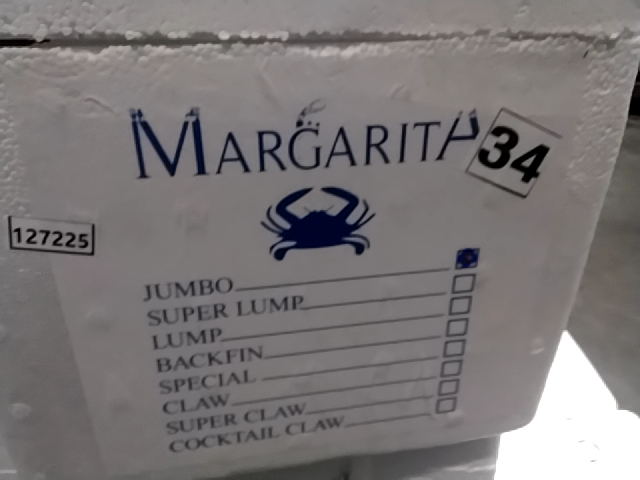 MARGARITA
34
127225
JUMBO
SUPER LUMP
LUMP
BACKFIN
SPECIAL
CLAW
SUPER CLAW
COCKTAIL CLAW